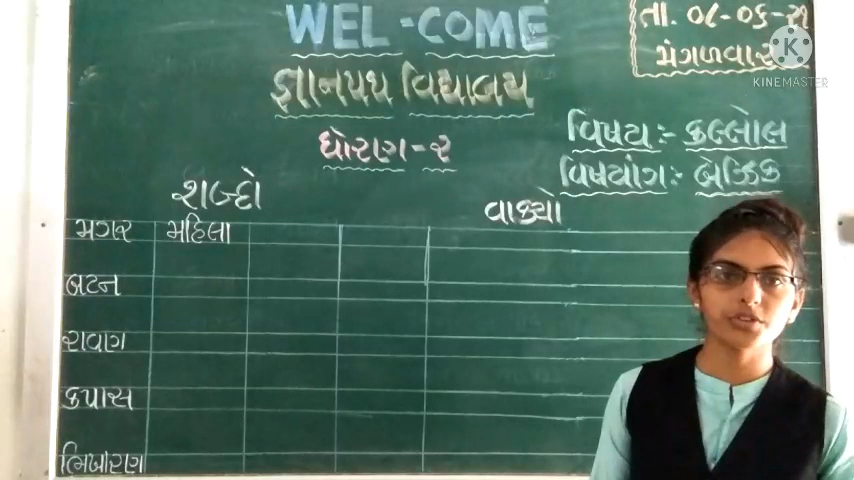 WEL-COME
જ્ઞાનપથ વિદ્યાલય
ધોરણ-૨
તા. ૦૮-૦૬-૨૧
મંગળવાર
KINEMASTER
વિષય:- કલ્લોલ
વિષયાંગ:- બેઝિક
શબ્દો
વાક્યો
મગર મહિલા
બટન
રાવણ
કપાસ
ભિખારણ